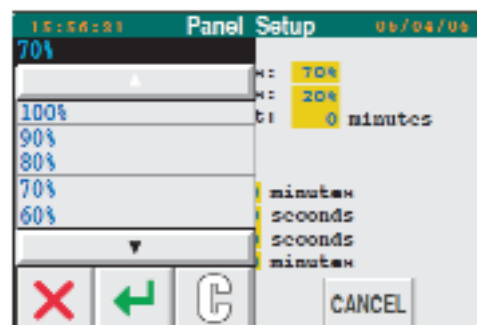 15:56:21 Panel Setup 06/04/06
70%
: 70%
: 20%
t: 0 minutes
100%
90%
80%
70%
60%
minutes
seconds
seconds
minutes
C CANCEL